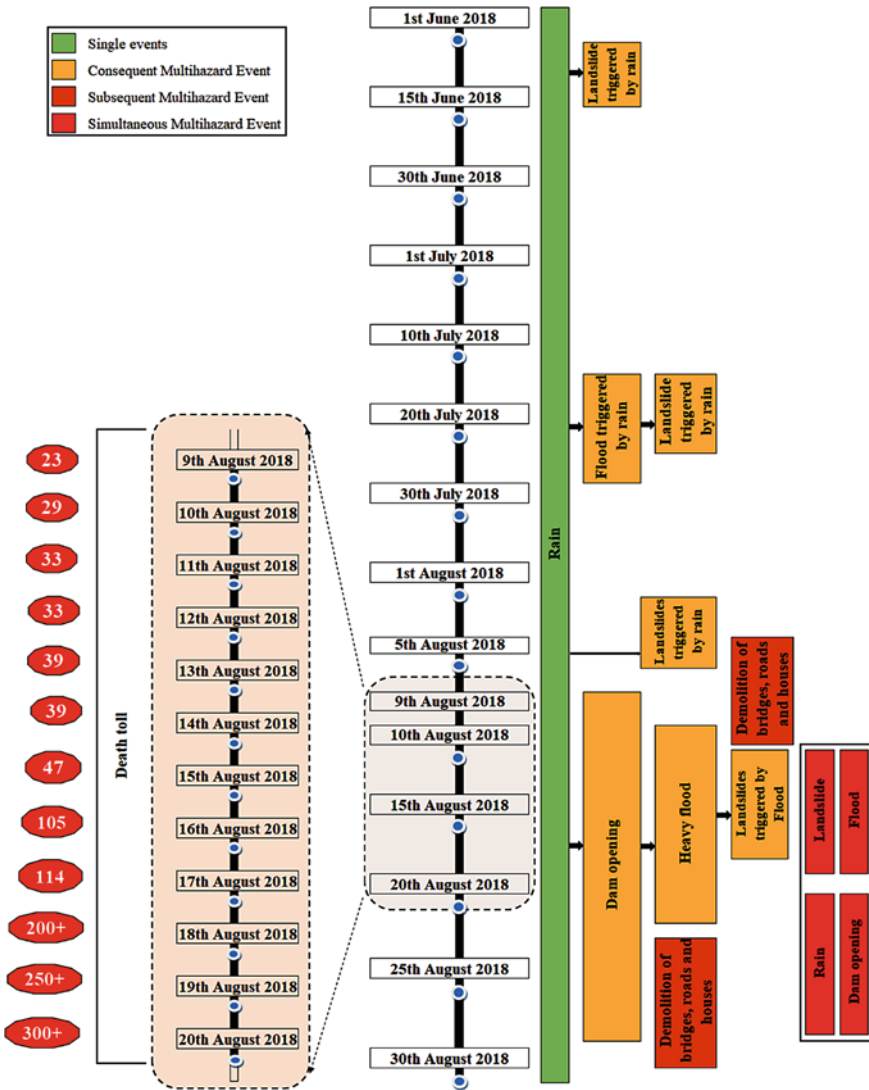 Single events
Consequent Multihazard Event
Subsequent Multihazard Event
Simultaneous Multihazard Event
1st June 2018
15th June 2018
30th June 2018
1st July 2018
10th July 2018
20th July 2018
30th July 2018
1st August 2018
5th August 2018
9th August 2018
10th August 2018
15th August 2018
20th August 2018
25th August 2018
30th August 2018
Rain
Landslide
triggered
by rain
Flood triggered
by rain
Landslide
triggered
by rain
Landslides
triggered
by rain
Dam opening
Heavy flood
Demolition of
bridges, roads and
houses
Demolition of
bridges, roads
and houses
Landslides
triggered by
Flood
Landslide
Flood
Rain
Dam opening
Death toll
23
29
33
33
39
39
47
105
114
200+
250+
300+
9th August 2018
10th August 2018
11th August 2018
12th August 2018
13th August 2018
14th August 2018
15th August 2018
16th August 2018
17th August 2018
18th August 2018
19th August 2018
20th August 2018